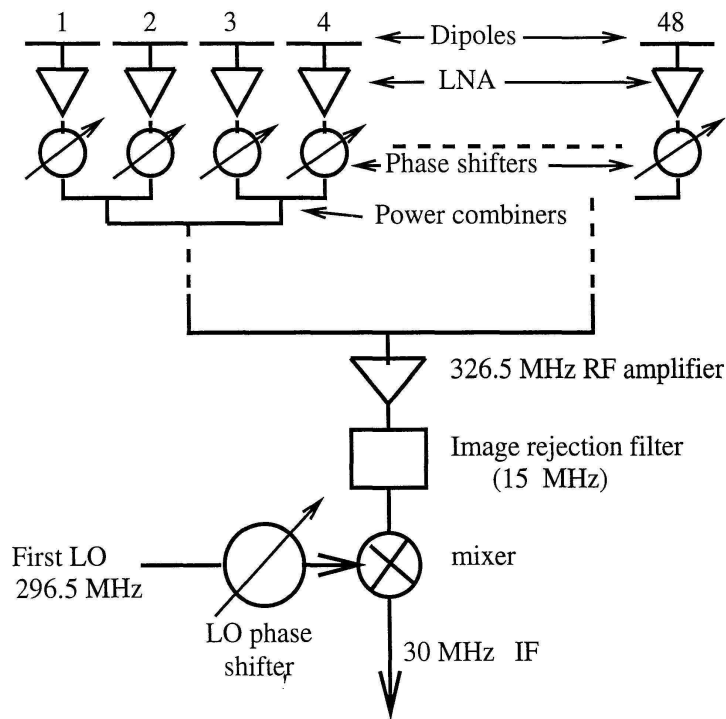 1 2 3 4 Dipoles 48
LNA
Phase shifters
Power combiners
326.5 MHz RF amplifier
Image rejection filter
(15 MHz)
First LO
296.5 MHz
mixer
LO phase
shifter
30 MHz IF